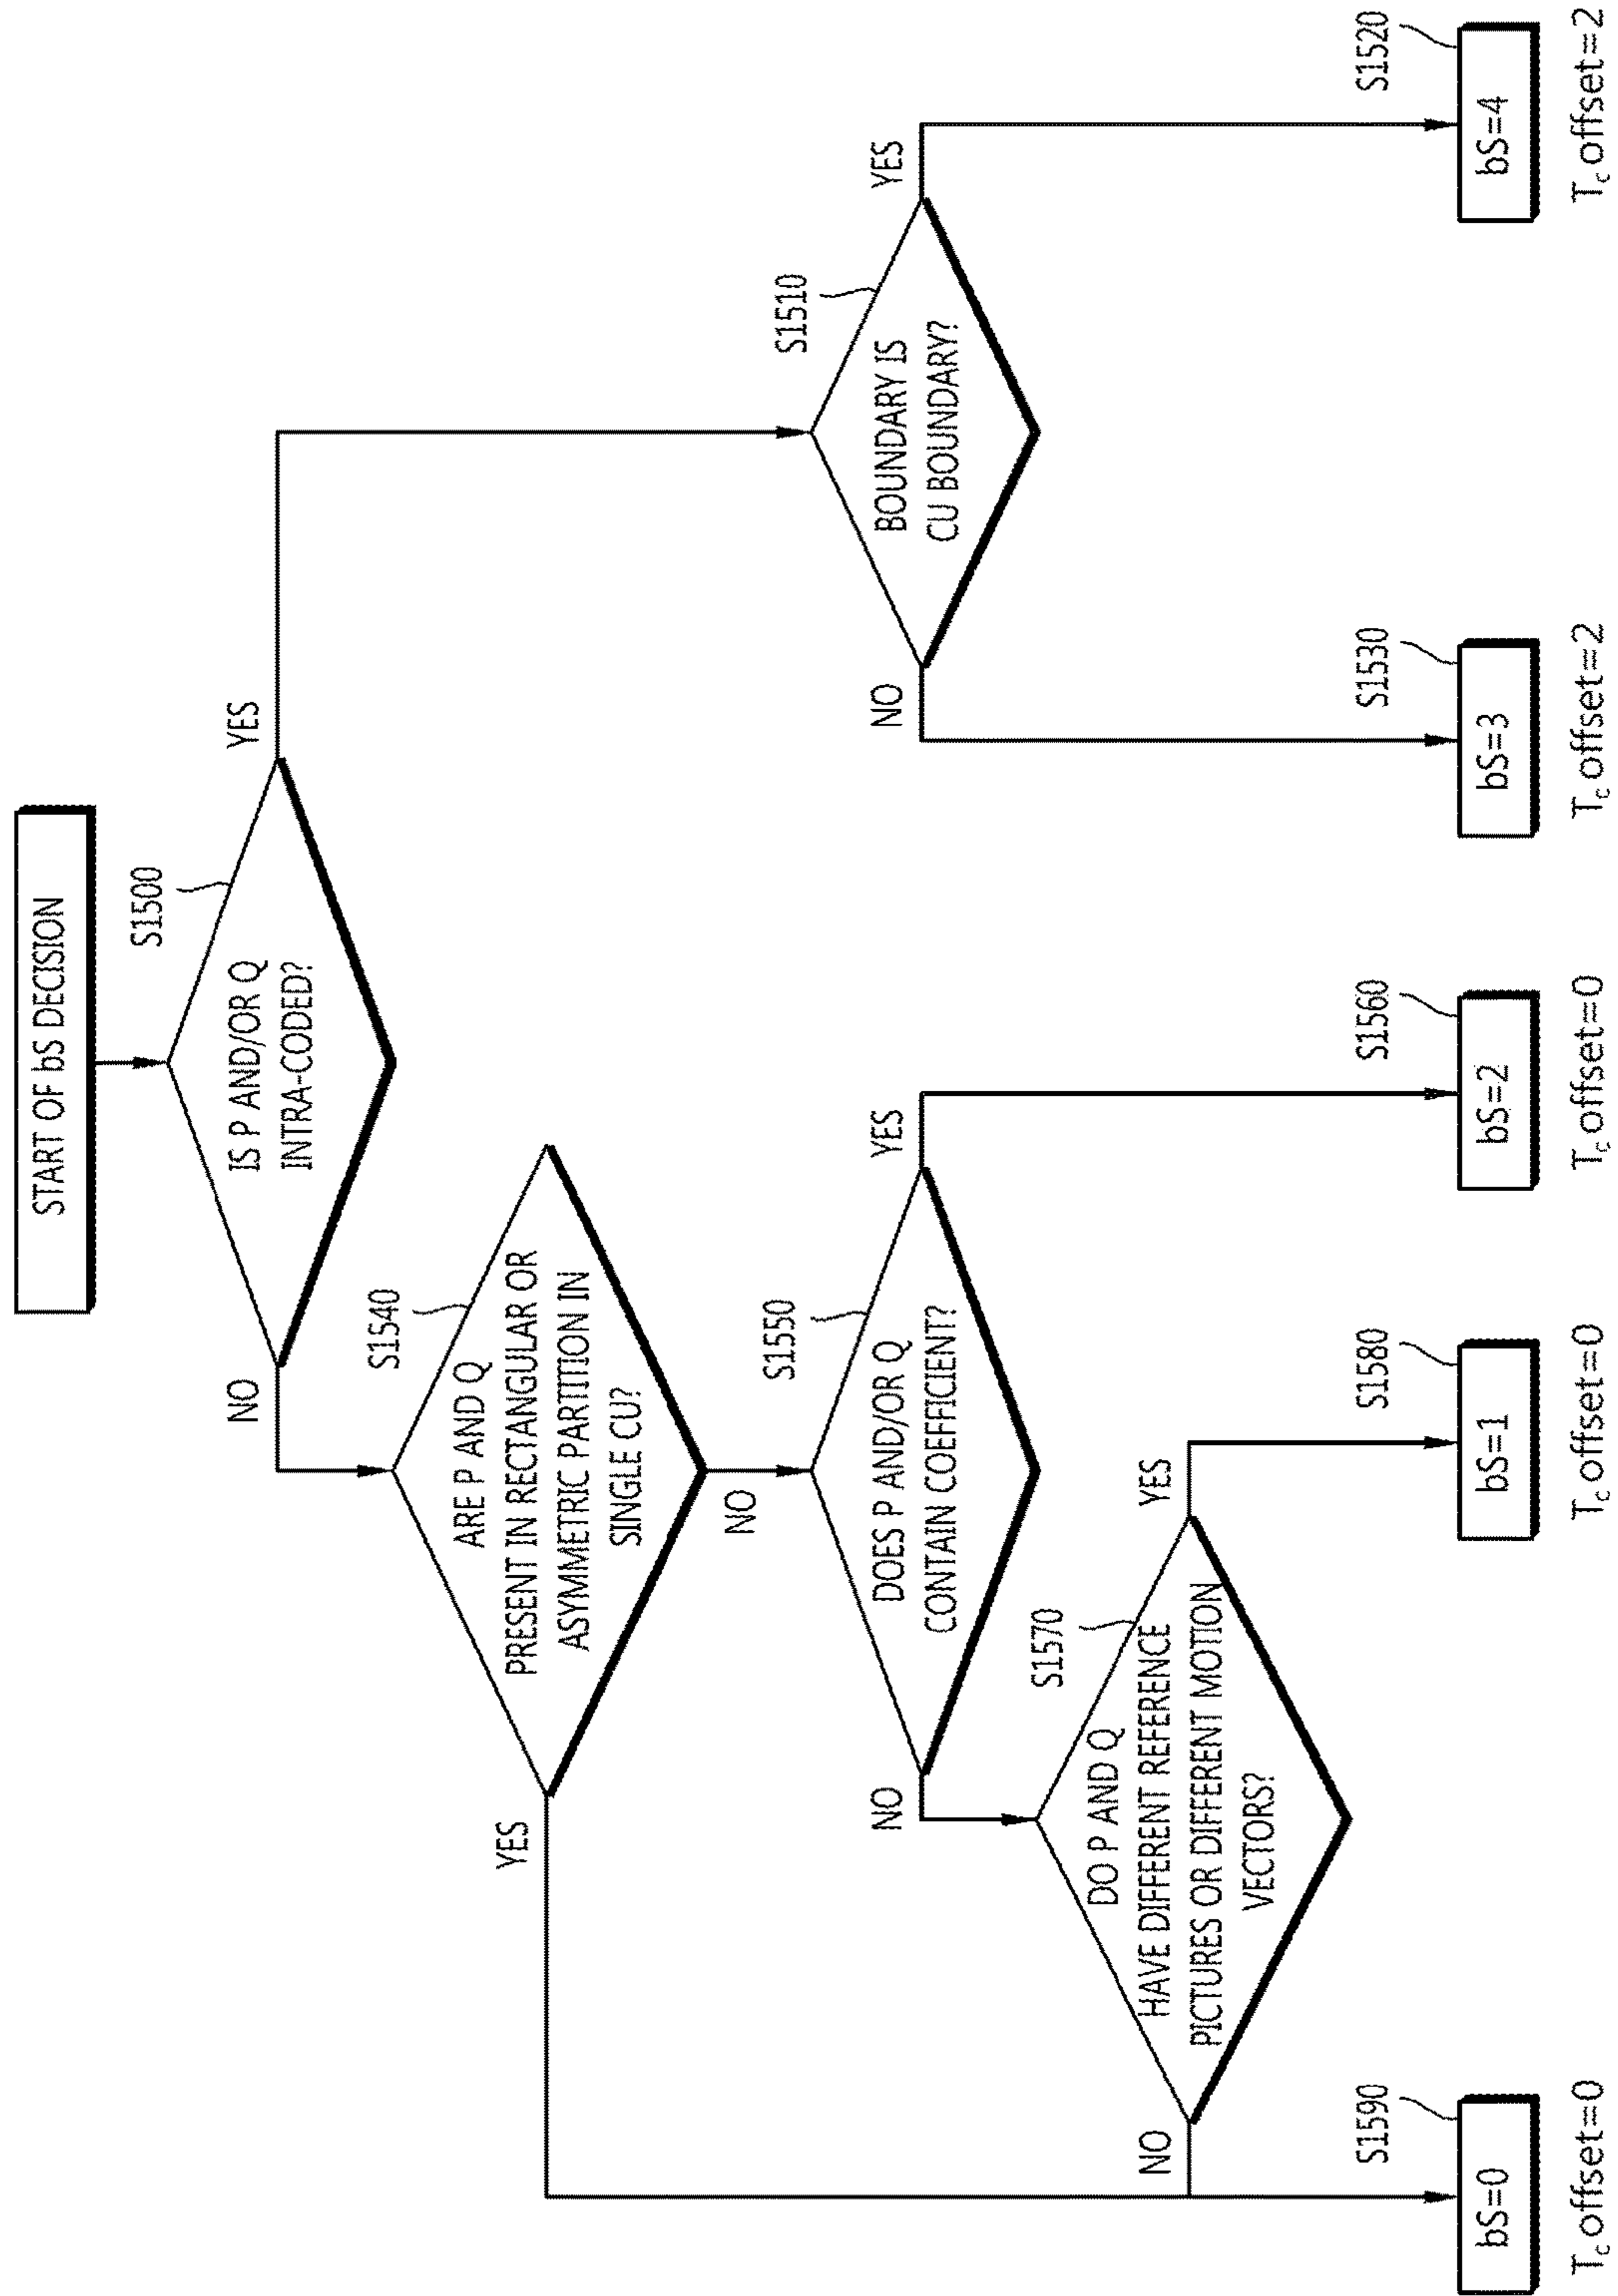 START OF bS DECISION
S1500
IS P AND/OR Q
INTRA-CODED?
NO
YES
S1540
ARE P AND Q
PRESENT IN RECTANGULAR OR
ASYMMETRIC PARTITION IN
SINGLE CU?
YES
NO
S1510
BOUNDARY IS
CU BOUNDARY?
NO
YES
S1550
DOES P AND/OR Q
CONTAIN COEFFICIENT?
NO
YES
S1570
DO P AND Q
HAVE DIFFERENT REFERENCE
PICTURES OR DIFFERENT MOTION
VECTORS?
NO
YES
S1590
bS=0
Tc offset=0
S1580
bS=1
Tc offset=0
S1560
bS=2
Tc offset=0
S1530
bS=3
Tc offset=2
S1520
bS=4
Tc offset=2